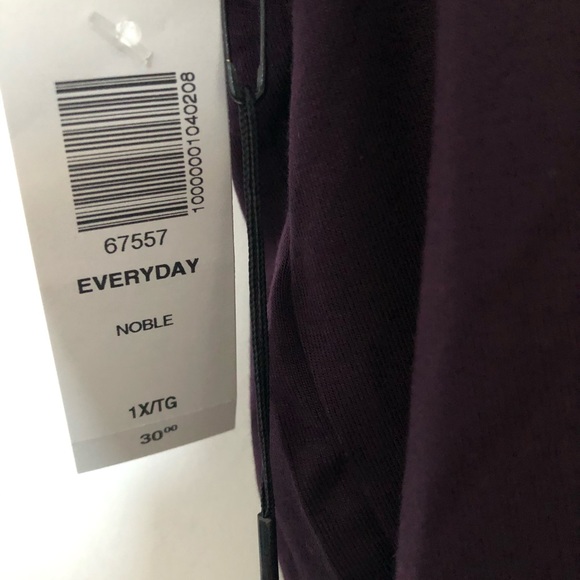 100000001040208
67557
EVERYDAY
NOBLE
1X/TG
30⁰⁰